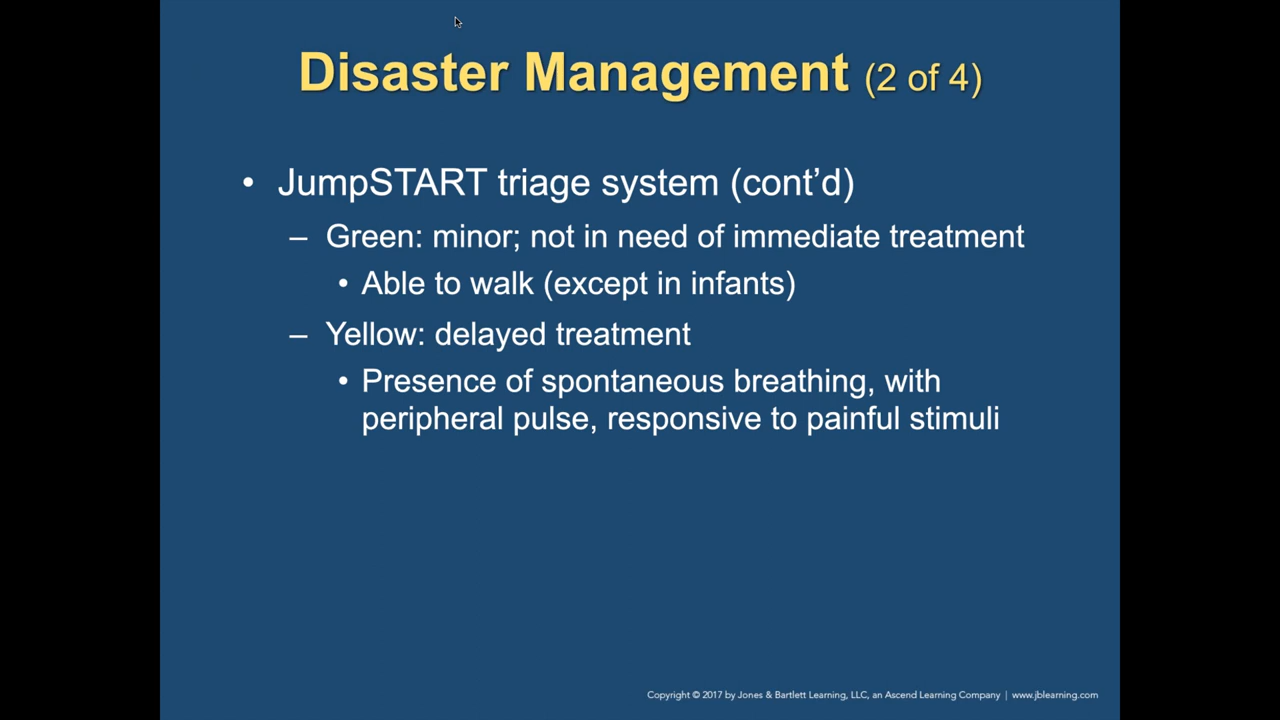 Disaster Management (2 of 4)
• JumpSTART triage system (cont’d)
– Green: minor; not in need of immediate treatment
• Able to walk (except in infants)
– Yellow: delayed treatment
• Presence of spontaneous breathing, with
peripheral pulse, responsive to painful stimuli
Copyright © 2017 by Jones & Bartlett Learning, LLC, an Ascend Learning Company | www.jblearning.com